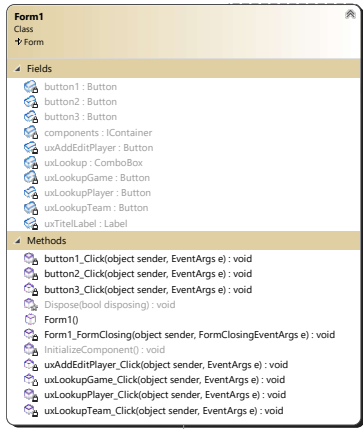 Form1
Class
Form
Fields
button1 : Button
button2 : Button
button3 : Button
components : IContainer
uxAddEditPlayer : Button
uxLookup : ComboBox
uxLookupGame : Button
uxLookupPlayer : Button
uxLookupTeam : Button
uxTitelLabel : Label
Methods
button1_Click(object sender, EventArgs e) : void
button2_Click(object sender, EventArgs e) : void
button3_Click(object sender, EventArgs e) : void
Dispose(bool disposing) : void
Form1()
Form1_FormClosing(object sender, FormClosingEventArgs e) : void
InitializeComponent() : void
uxAddEditPlayer_Click(object sender, EventArgs e) : void
uxLookupGame_Click(object sender, EventArgs e) : void
uxLookupPlayer_Click(object sender, EventArgs e) : void
uxLookupTeam_Click(object sender, EventArgs e) : void